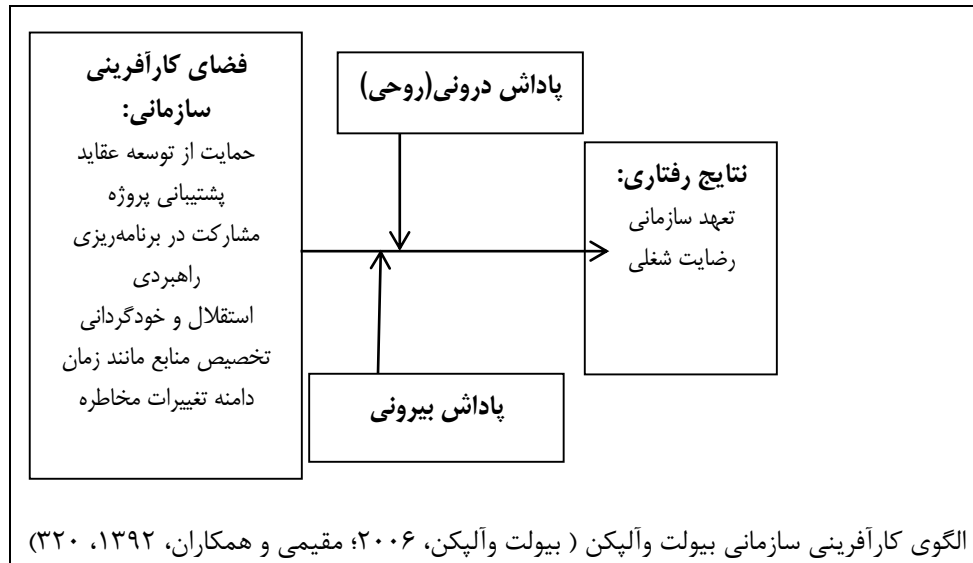 فضای کارآفرینی
سازمانی:
حمایت از توسعه عقاید
پشتیبانی پروژه
مشارکت در برنامه‌ریزی
راهبردی
استقلال و خودگردانی
تخصیص منابع مانند زمان
دامنه تغییرات مخاطره
پاداش درونی(روحی)
پاداش بیرونی
نتایج رفتاری:
تعهد سازمانی
رضایت شغلی
الگوی کارآفرینی سازمانی بیولت وآلپکن ( بیولت وآلپکن، ۲۰۰۶؛ مقیمی و همکاران، ۱۳۹۲، ۳۲۰)